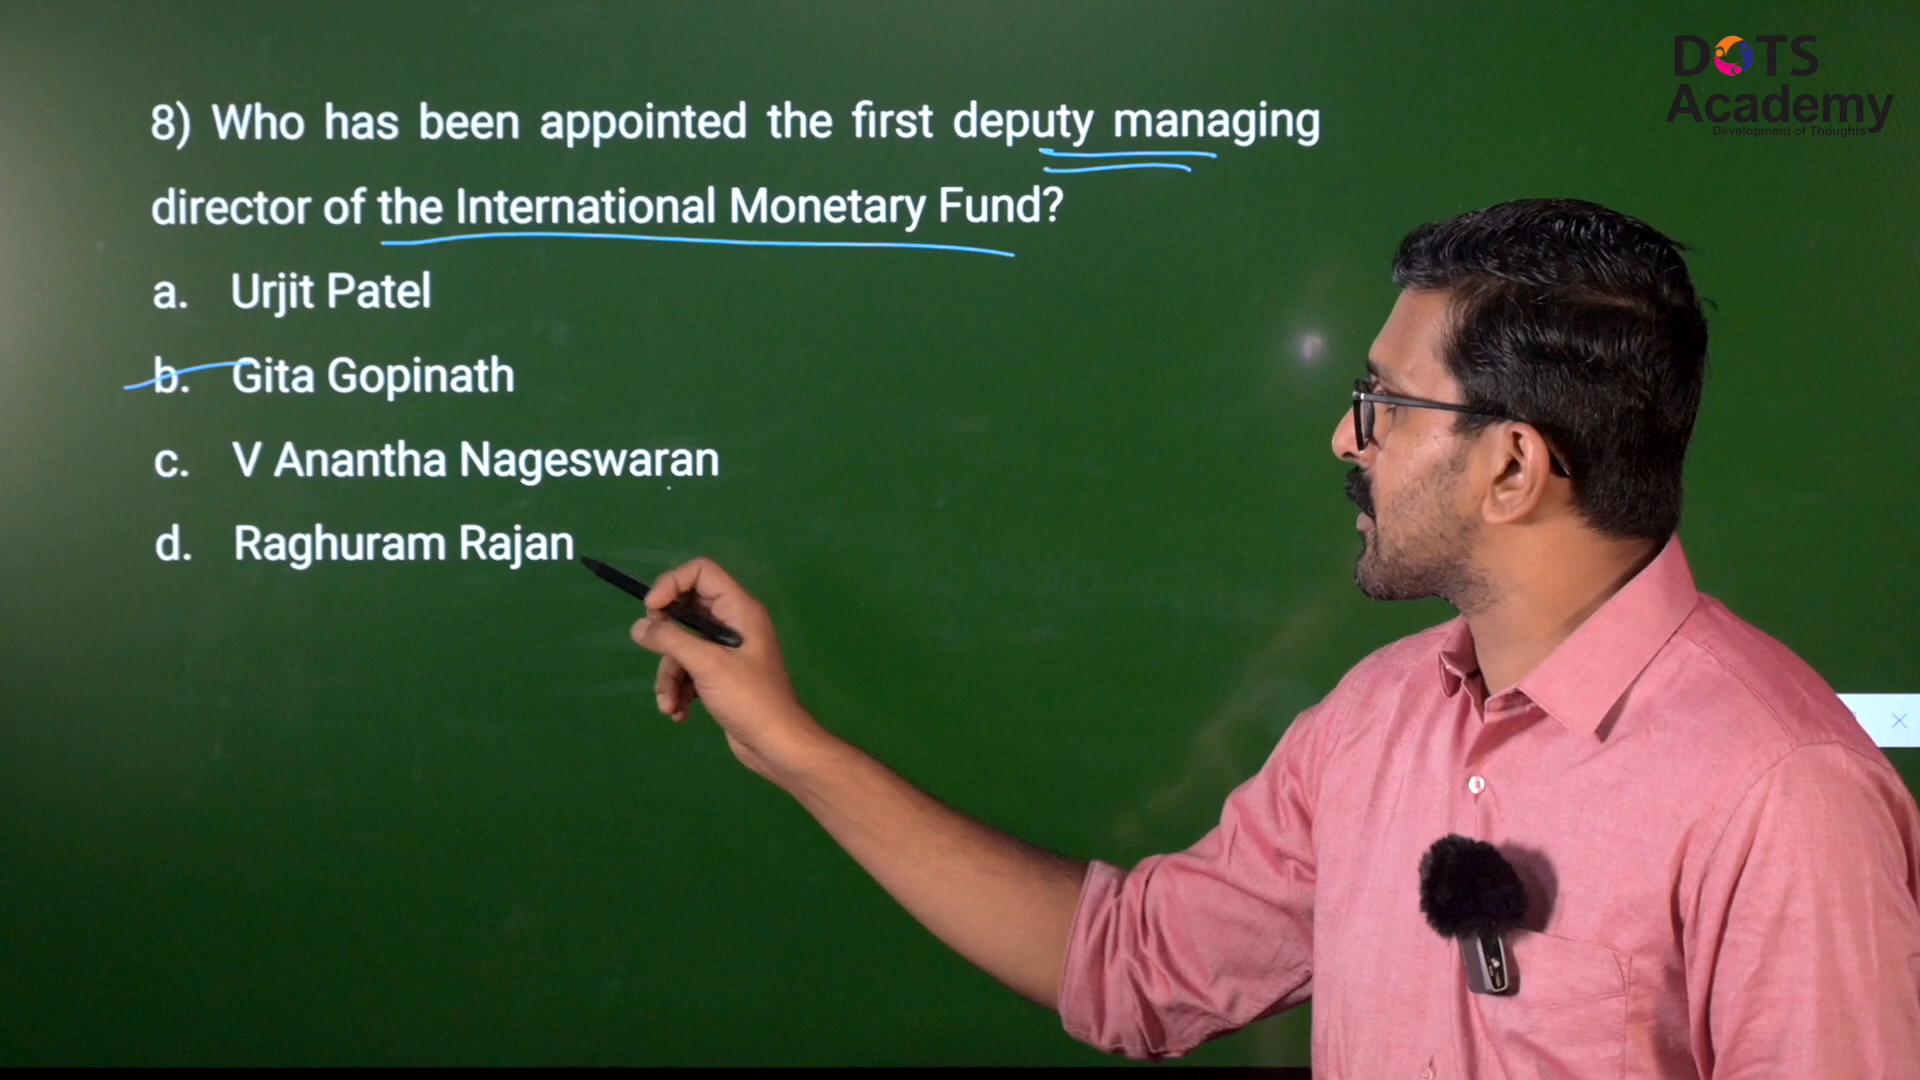 DOTS
Academy
Development of Thoughts
8) Who has been appointed the first deputy managing
director of the International Monetary Fund?
a. Urjit Patel
b. Gita Gopinath
c. V Anantha Nageswaran
d. Raghuram Rajan